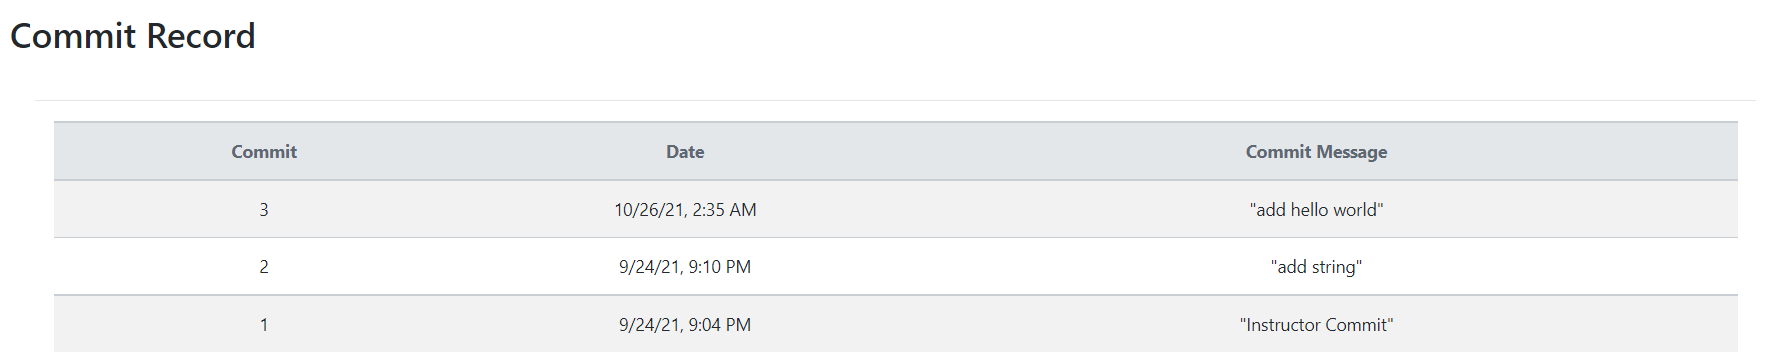 Commit Record
Commit Date Commit Message
3 10/26/21, 2:35 AM "add hello world"
2 9/24/21, 9:10 PM "add string"
1 9/24/21, 9:04 PM "Instructor Commit"